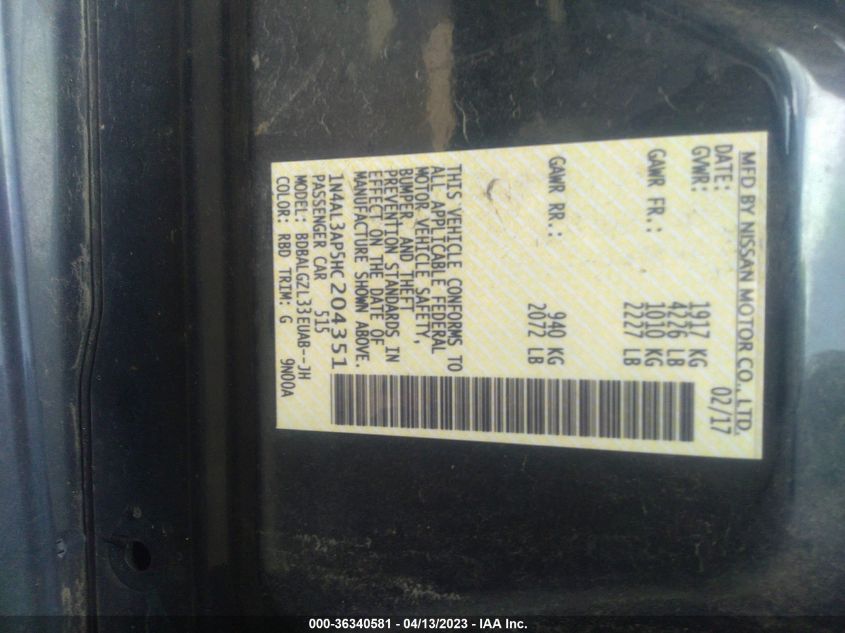 MFD BY NISSAN MOTOR CO., LTD.
DATE: 02/17
GVWR: 1917 KG
4226 LB
GAWR FR.: 1010 KG
2227 LB
GAWR RR.: 940 KG
2072 LB
THIS VEHICLE CONFORMS TO
ALL APPLICABLE FEDERAL
MOTOR VEHICLE SAFETY,
BUMPER, AND THEFT
PREVENTION STANDARDS IN
EFFECT ON THE DATE OF
MANUFACTURE SHOWN ABOVE.
1N4AL3AP5HC204351
PASSENGER CAR 515
MODEL: BDBALGZL33EUAB--JH
COLOR: RBD TRIM: G 9N00A
000-36340581 - 04/13/2023 - IAA Inc.